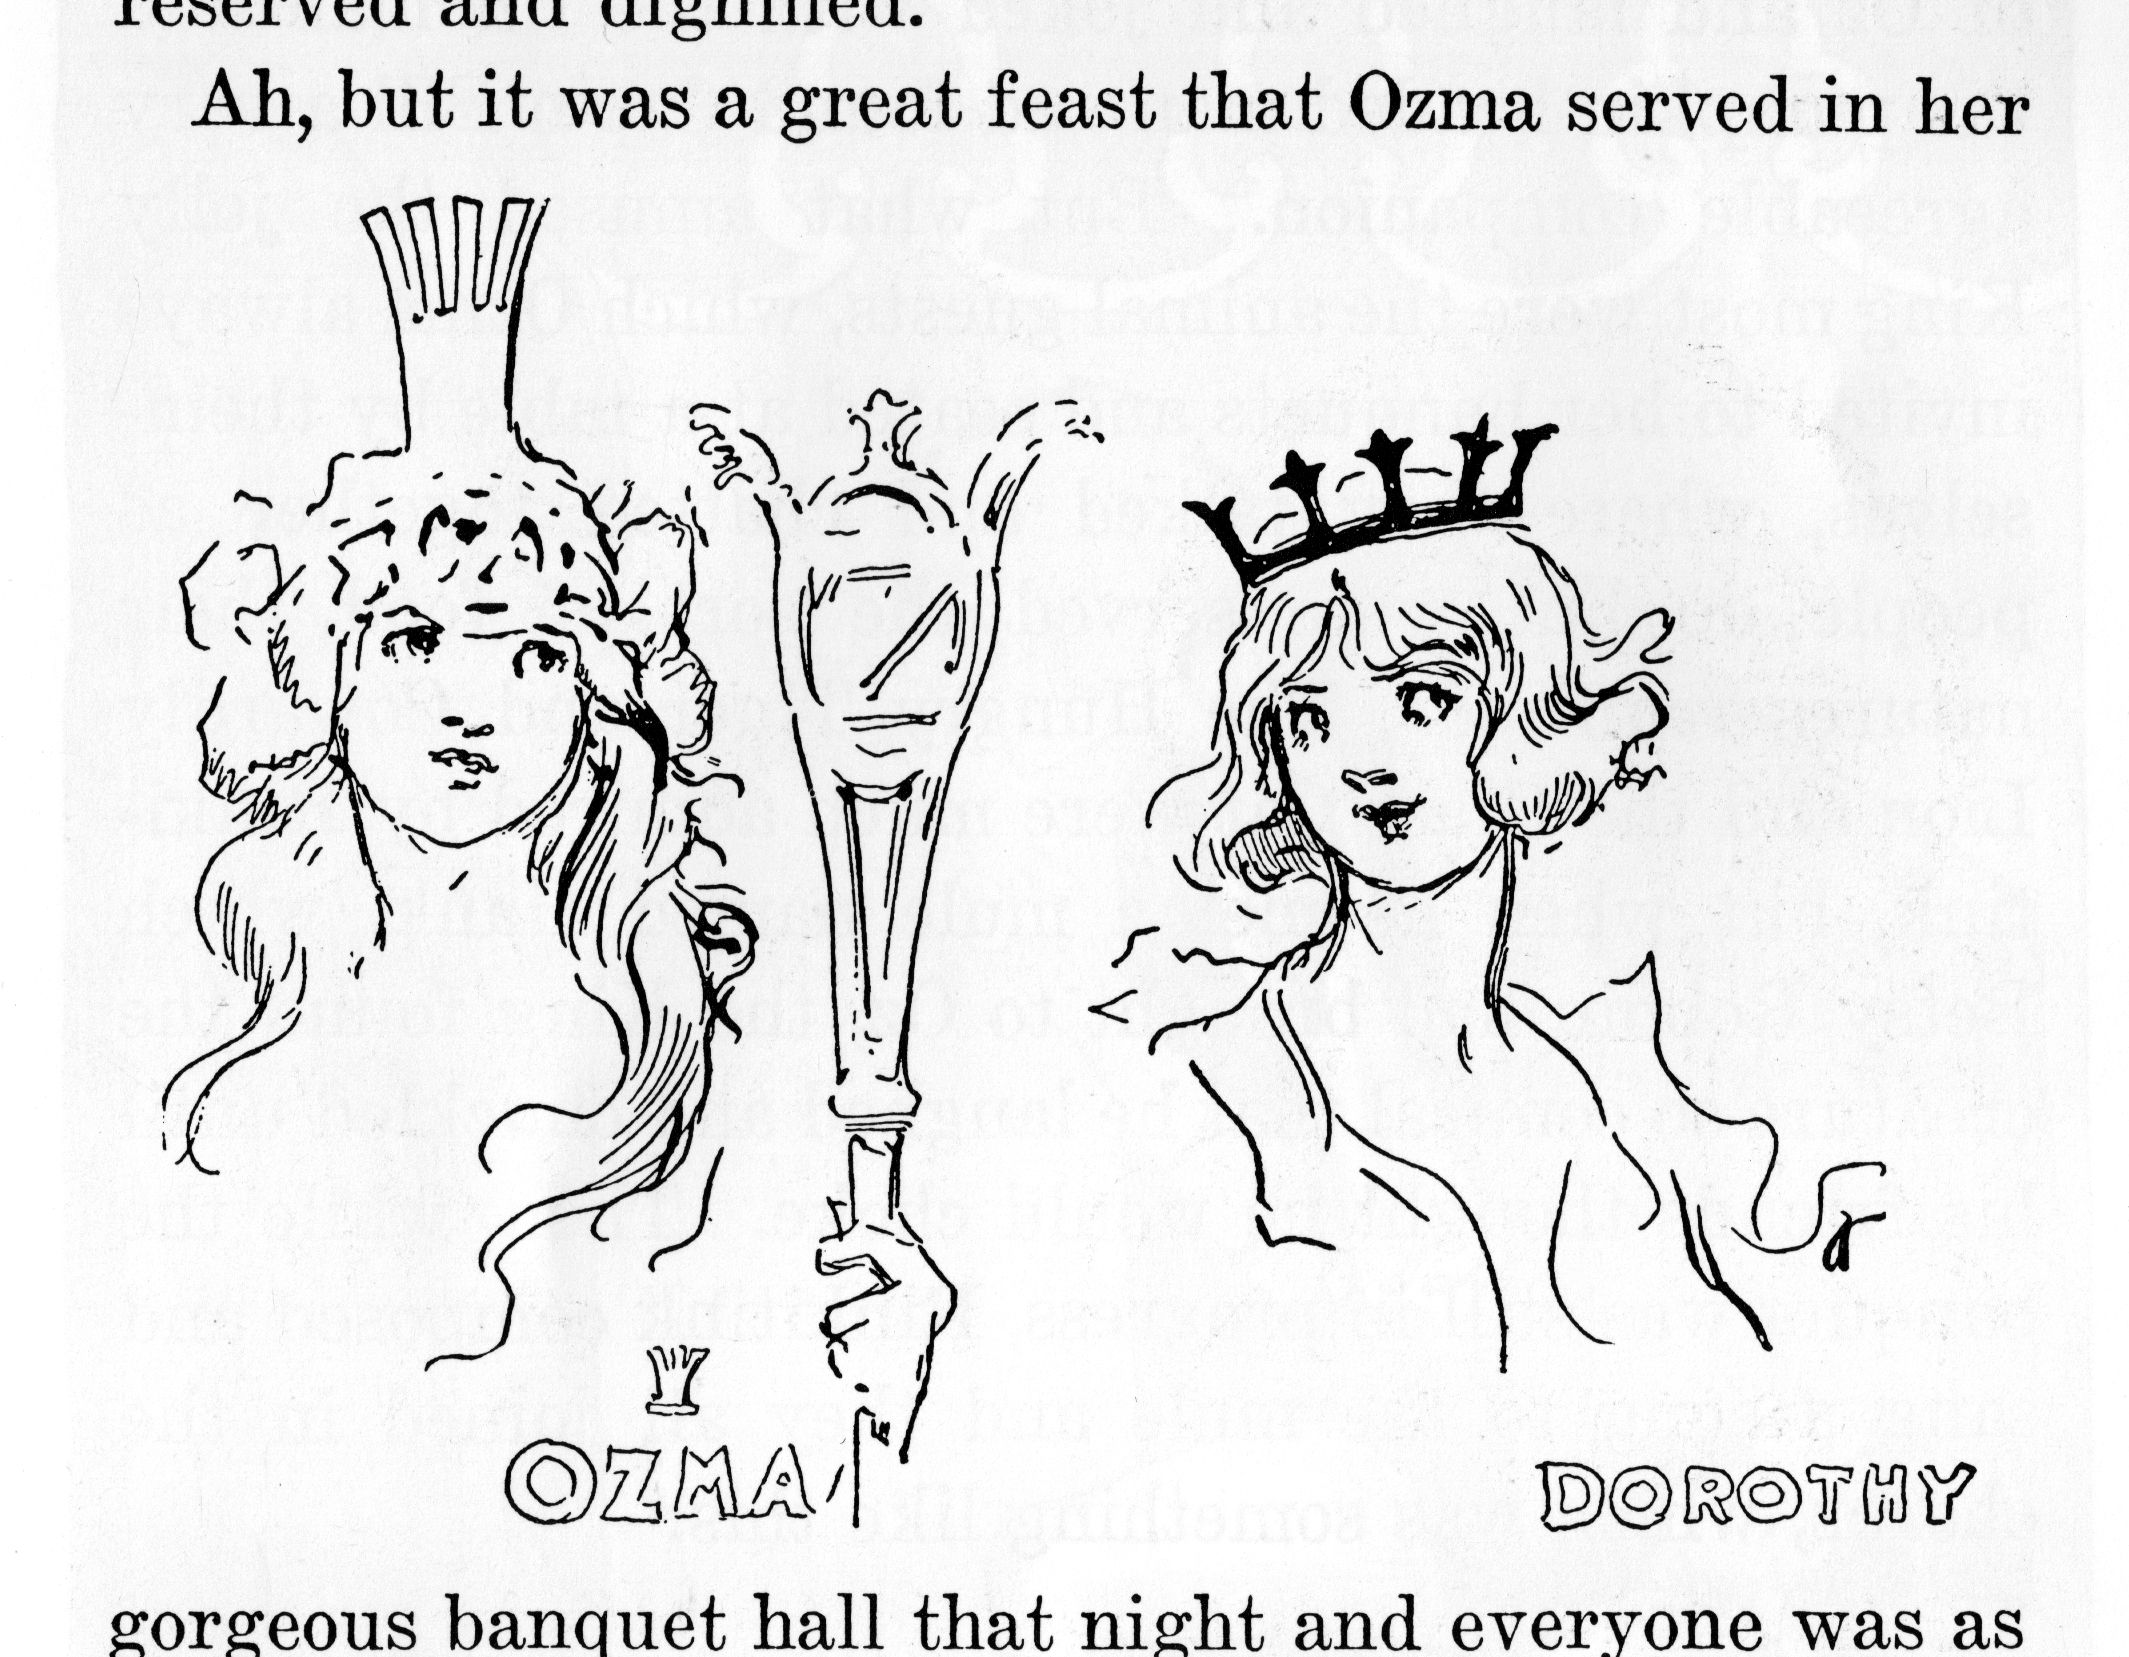 reserved and dignified.
Ah, but it was a great feast that Ozma served in her
OZMA
DOROTHY
gorgeous banquet hall that night and everyone was as